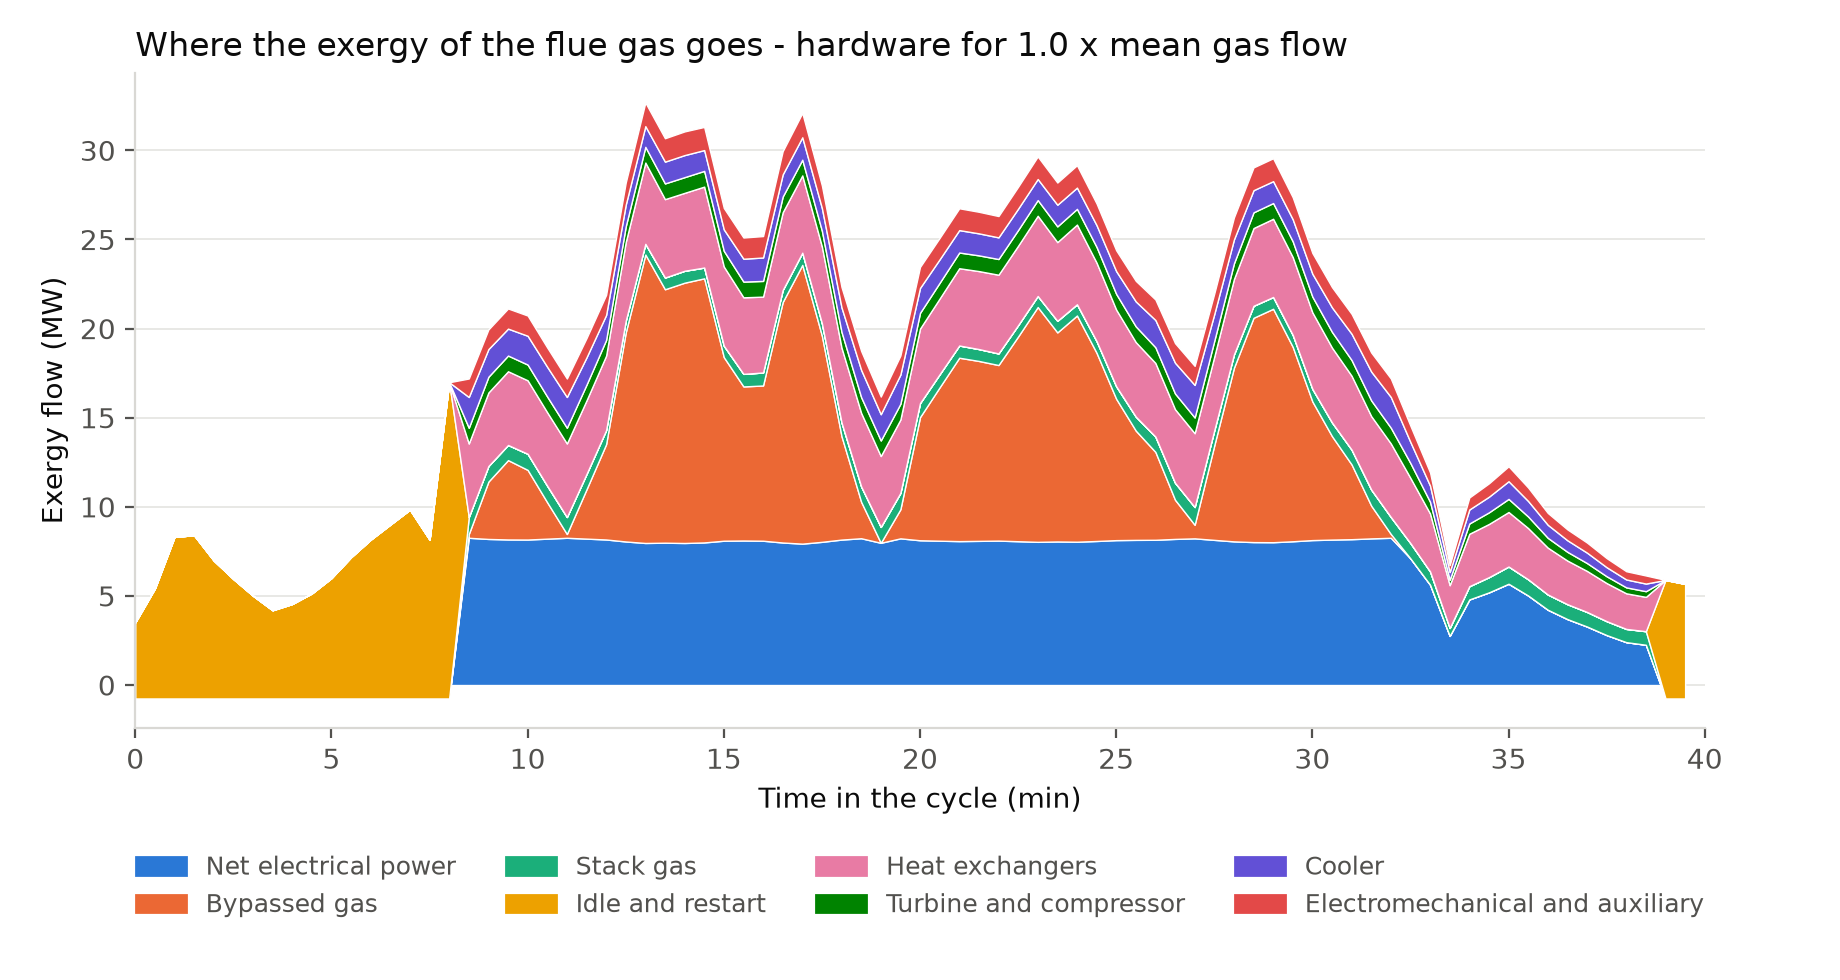 Where the exergy of the flue gas goes - hardware for 1.0 x mean gas flow
Exergy flow (MW)
30
25
20
15
10
5
0
0 5 10 15 20 25 30 35 40
Time in the cycle (min)
Net electrical power Stack gas Heat exchangers Cooler
Bypassed gas Idle and restart Turbine and compressor Electromechanical and auxiliary